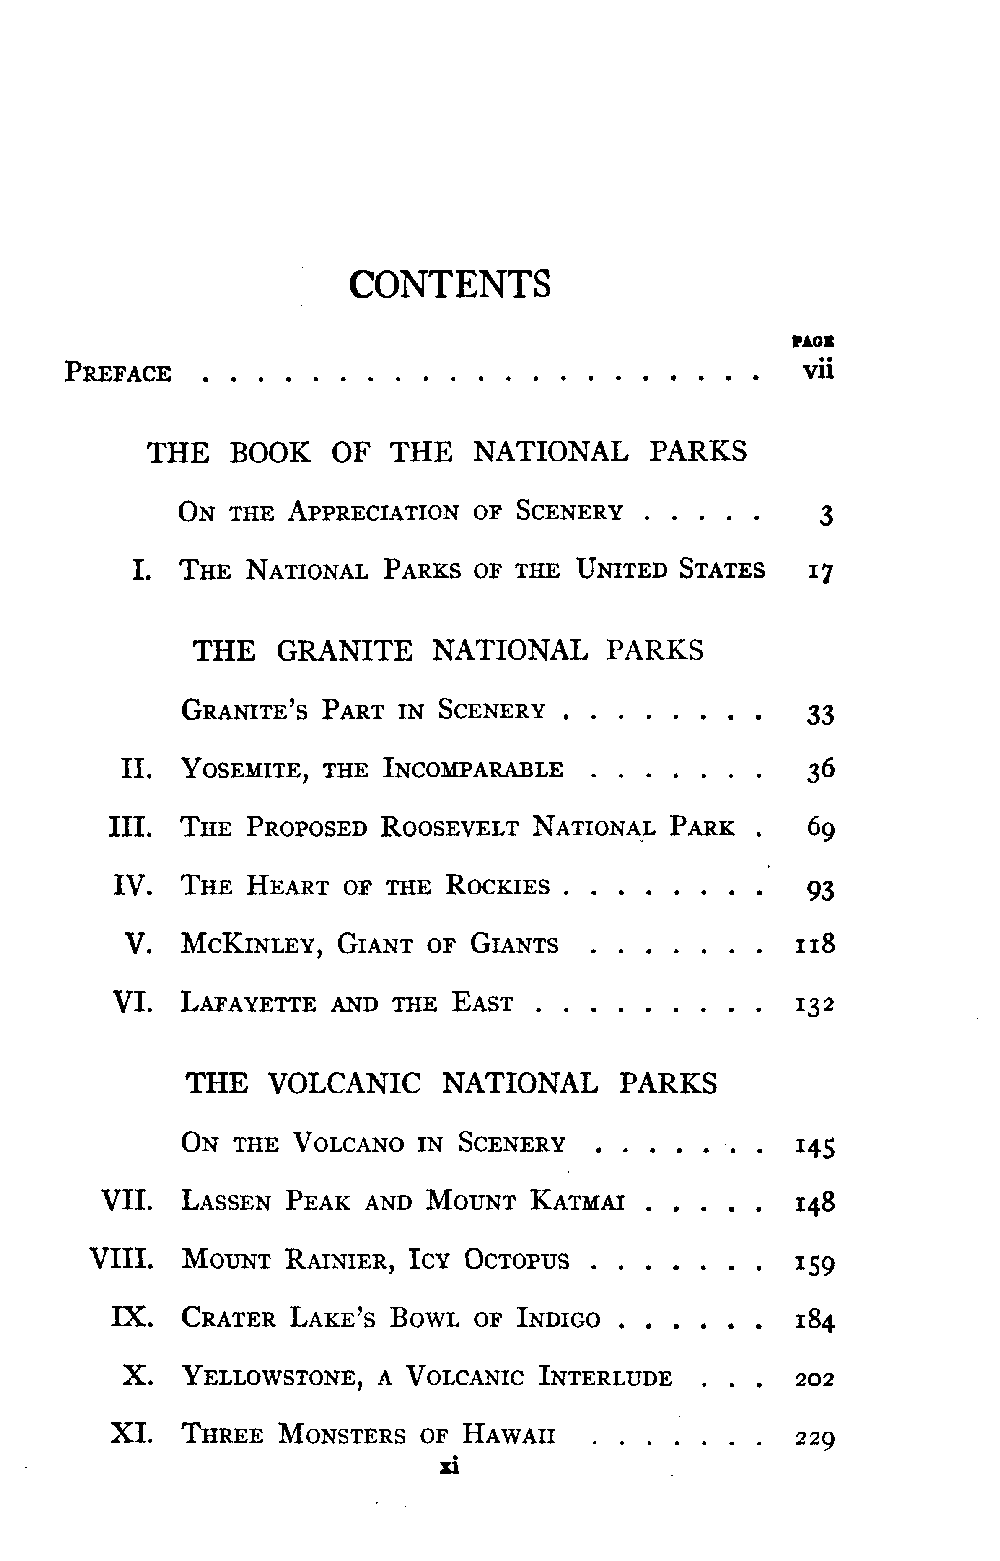 CONTENTS
PAGE
PREFACE . . . . . . . . . . . . . . . . . . . . . vii
THE BOOK OF THE NATIONAL PARKS
ON THE APPRECIATION OF SCENERY . . . . . 3
I. THE NATIONAL PARKS OF THE UNITED STATES 17
THE GRANITE NATIONAL PARKS
GRANITE'S PART IN SCENERY . . . . . . . . 33
II. YOSEMITE, THE INCOMPARABLE . . . . . . . 36
III. THE PROPOSED ROOSEVELT NATIONAL PARK . 69
IV. THE HEART OF THE ROCKIES . . . . . . . . 93
V. MCKINLEY, GIANT OF GIANTS . . . . . . . 118
VI. LAFAYETTE AND THE EAST . . . . . . . . . 132
THE VOLCANIC NATIONAL PARKS
ON THE VOLCANO IN SCENERY . . . . . . . 145
VII. LASSEN PEAK AND MOUNT KATMAI . . . . . 148
VIII. MOUNT RAINIER, ICY OCTOPUS . . . . . . . 159
IX. CRATER LAKE'S BOWL OF INDIGO . . . . . . 184
X. YELLOWSTONE, A VOLCANIC INTERLUDE . . . 202
XI. THREE MONSTERS OF HAWAII . . . . . . . 229
xi